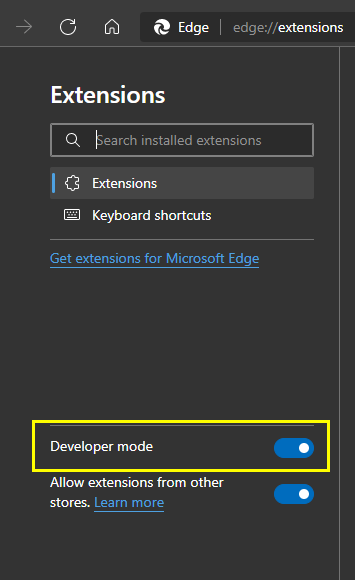 Edge edge://extensions
Extensions
Search installed extensions
Extensions
Keyboard shortcuts
Get extensions for Microsoft Edge
Developer mode
Allow extensions from other
stores. Learn more